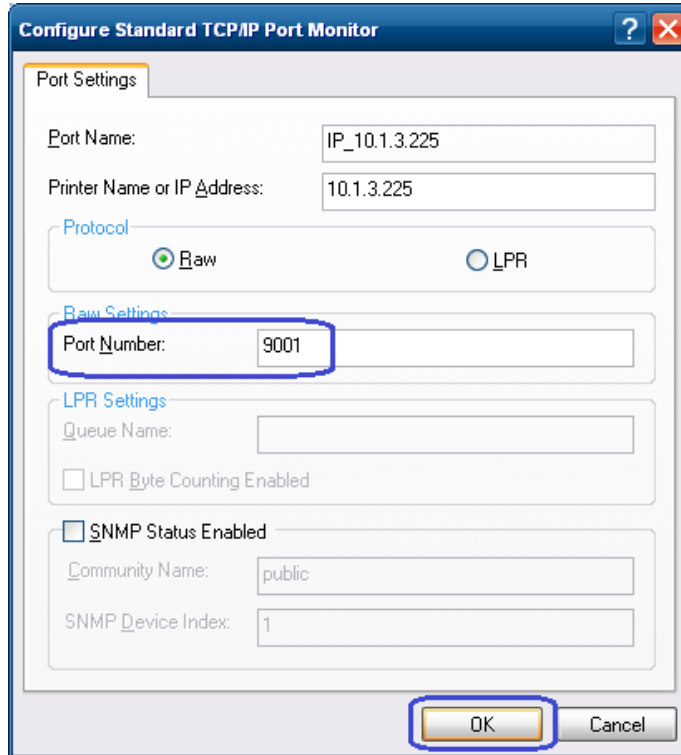 Configure Standard TCP/IP Port Monitor
Port Settings
Port Name: IP_10.1.3.225
Printer Name or IP Address: 10.1.3.225
Protocol
Raw LPR
Raw Settings
Port Number: 9001
LPR Settings
Queue Name:
LPR Byte Counting Enabled
SNMP Status Enabled
Community Name: public
SNMP Device Index: 1
OK Cancel